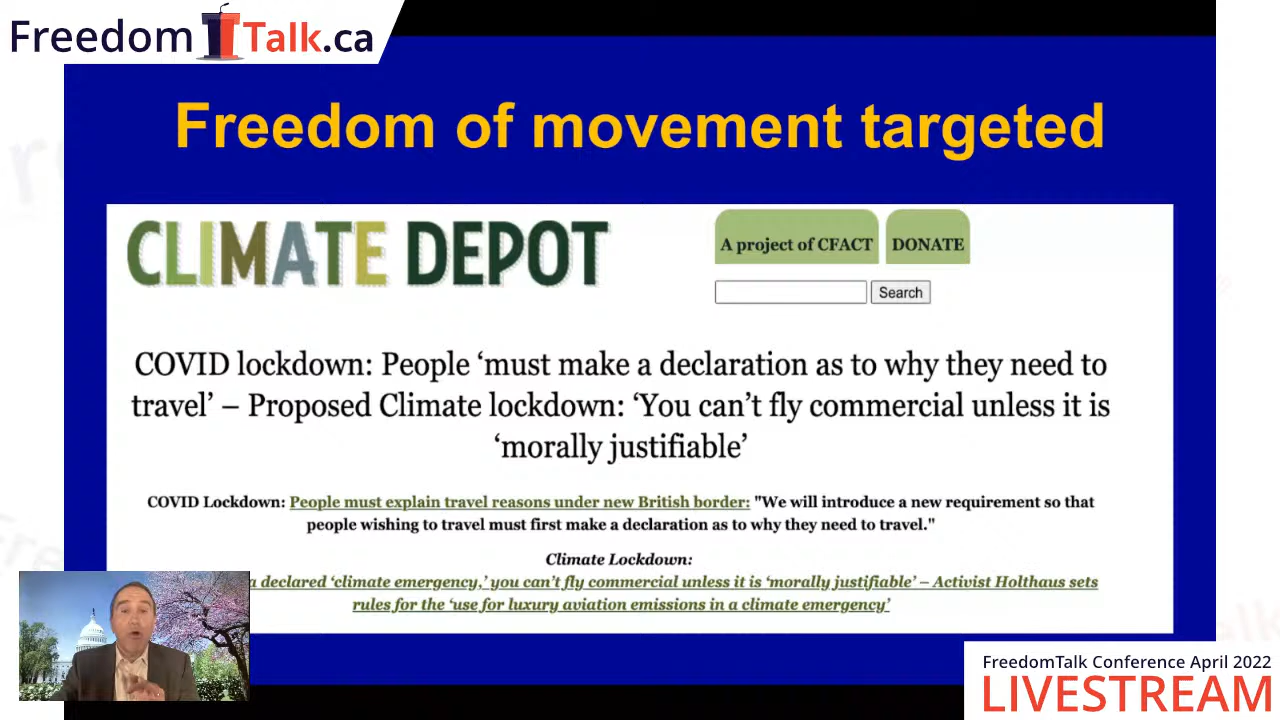 FreedomTalk.ca
Freedom of movement targeted
CLIMATE DEPOT
A project of CFACT
DONATE
Search
COVID lockdown: People ‘must make a declaration as to why they need to
travel’ – Proposed Climate lockdown: ‘You can’t fly commercial unless it is
‘morally justifiable’
COVID Lockdown: People must explain travel reasons under new British border: "We will introduce a new requirement so that
people wishing to travel must first make a declaration as to why they need to travel."
Climate Lockdown:
a declared ‘climate emergency,’ you can’t fly commercial unless it is ‘morally justifiable’ – Activist Holthaus sets
rules for the ‘use for luxury aviation emissions in a climate emergency’
FreedomTalk Conference April 2022
LIVESTREAM